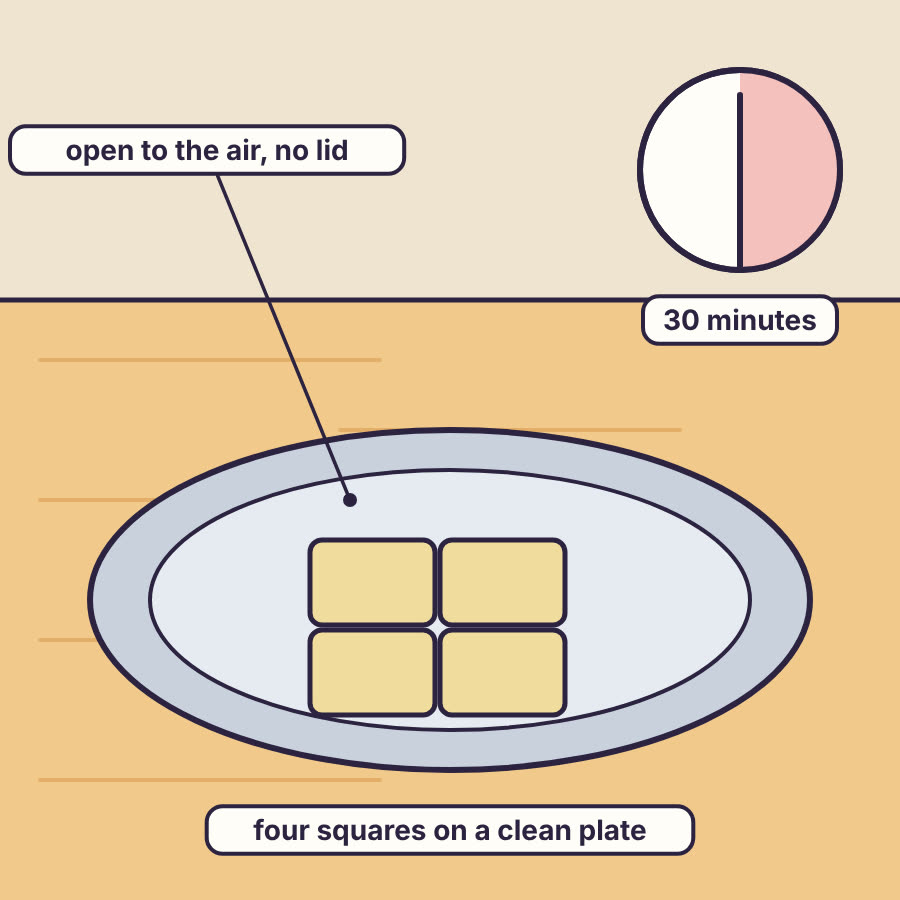 open to the air, no lid
30 minutes
four squares on a clean plate